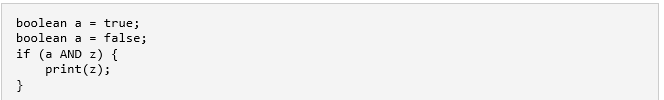 boolean a = true;
boolean a = false;
if (a AND z) {
    print(z);
}